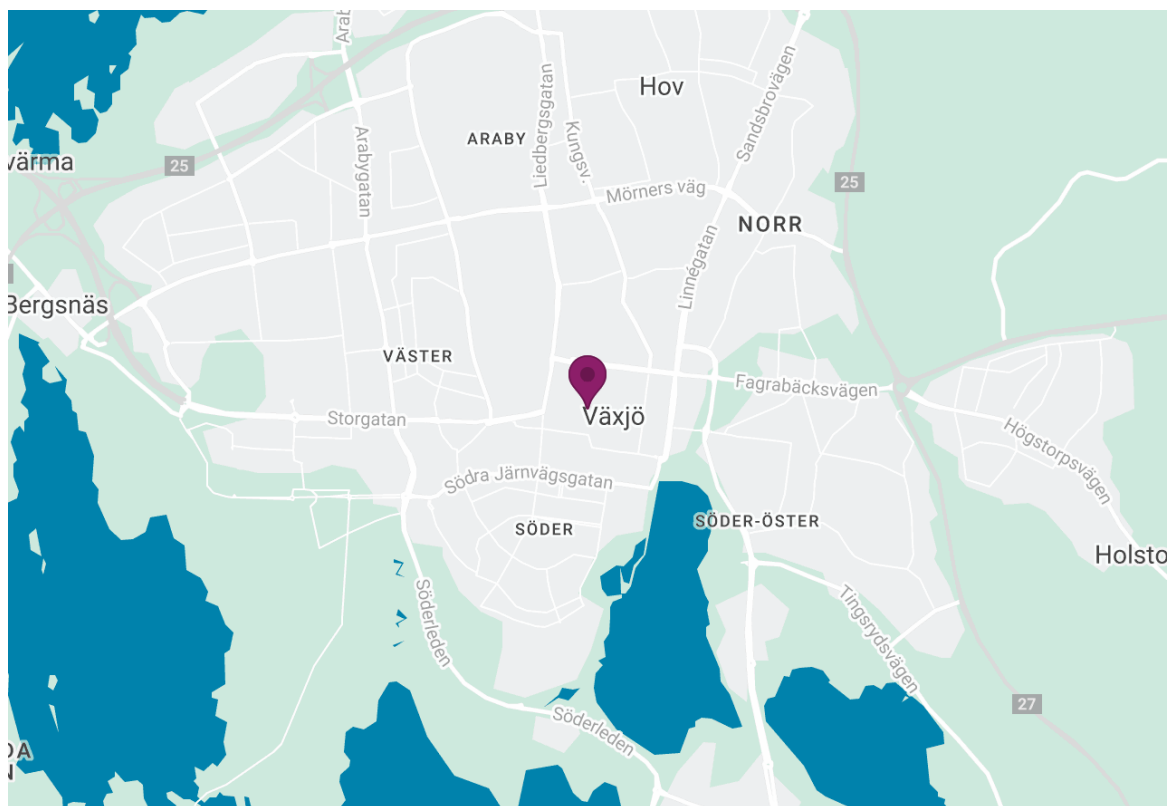 Arab
Hov
Sandsbrovägen
Liedbergsgatan
ARABY
Kungsv.
Arabygatan
värma
25
25
Mörners väg
NORR
Linnégatan
Bergsnäs
VÄSTER
Fagrabäcksvägen
Storgatan
Växjö
Högstorpsvägen
Södra Järnvägsgatan
SÖDER
SÖDER-ÖSTER
Holsto
Söderleden
Tingsrydsvägen
27
Söderleden
DA
N